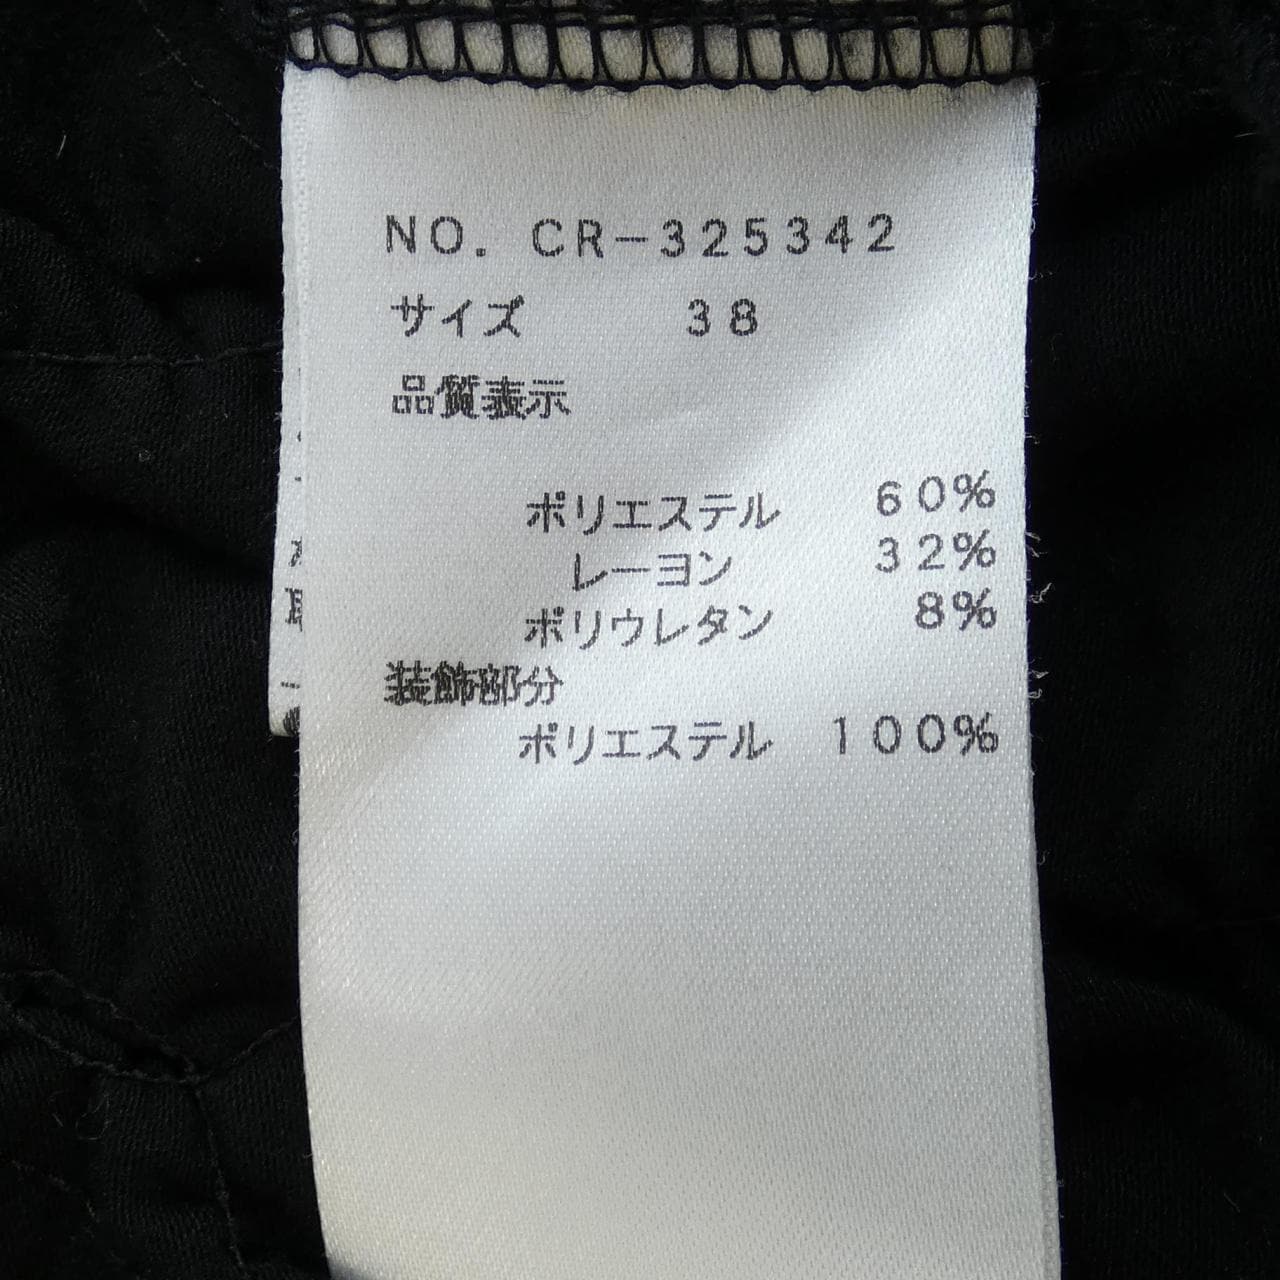 NO. CR-325342
サイズ 38
品質表示
ポリエステル 60%
レーヨン 32%
ポリウレタン 8%
装飾部分
ポリエステル 100%